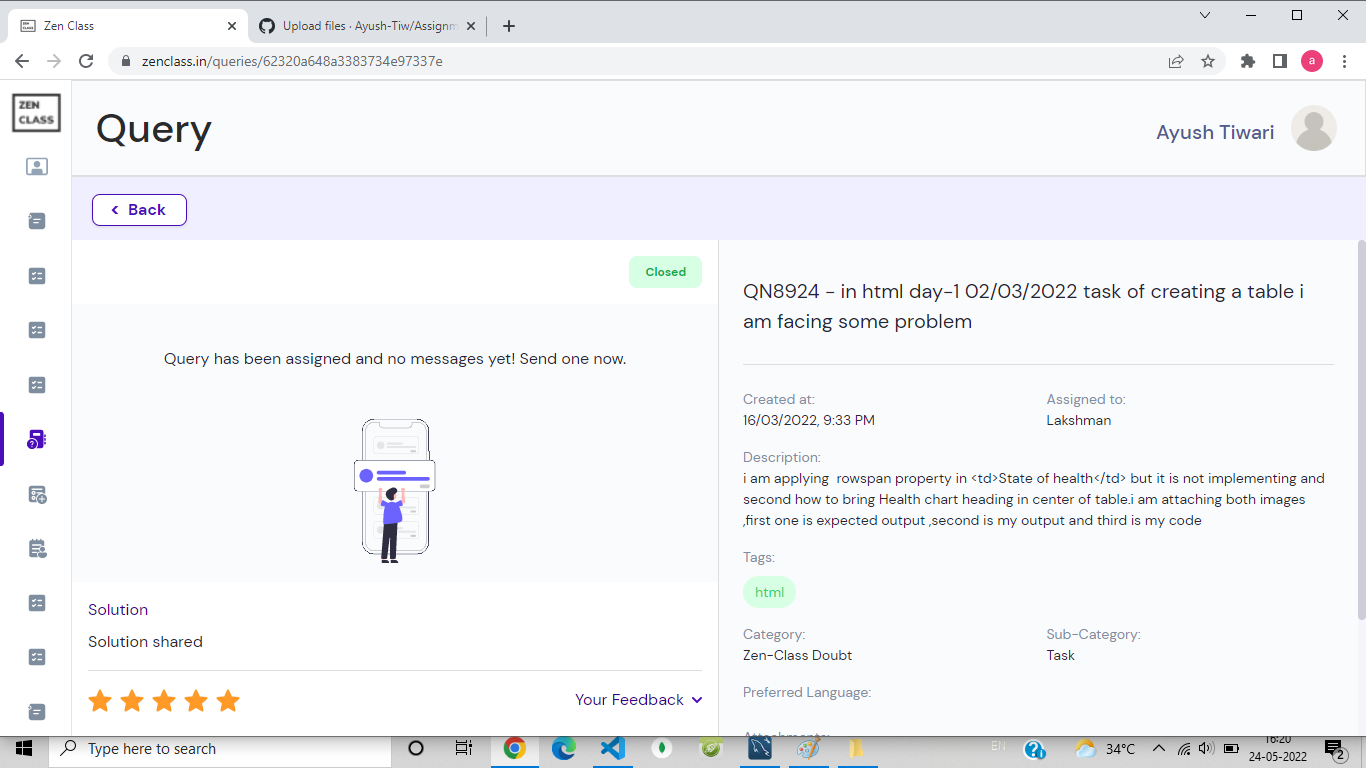 Zen Class
Upload files · Ayush-Tiw/Assignm
zenclass.in/queries/62320a648a3383734e97337e
a
ZEN
CLASS
Query
Ayush Tiwari
< Back
Closed
Query has been assigned and no messages yet! Send one now.
Solution
Solution shared
Your Feedback
QN8924 - in html day-1 02/03/2022 task of creating a table i
am facing some problem
Created at:
Assigned to:
16/03/2022, 9:33 PM
Lakshman
Description:
i am applying  rowspan property in <td>State of health</td> but it is not implementing and
second how to bring Health chart heading in center of table.i am attaching both images
,first one is expected output ,second is my output and third is my code
Tags:
html
Category:
Sub-Category:
Zen-Class Doubt
Task
Preferred Language:
Attachments:
Type here to search
EN
34°C
16:20
24-05-2022
2